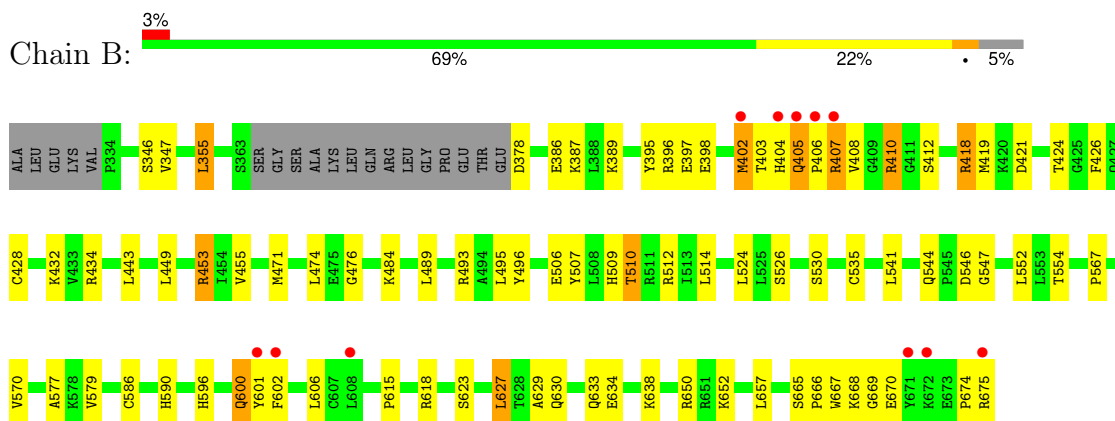 3%
Chain B:
69% 22% • 5%
ALA LEU GLU LYS VAL P334 S346 V347 L355 S363 SER GLY SER ALA LYS LEU GLN ARG LEU GLY PRO GLU THR GLU D378 E386 K387 L388 K389 Y395 R396 E397 E398 M402 T403 H404 Q405 P406 R407 V408 G409 R410 G411 S412 R418 M419 K420 D421 T424 G425 F426 D427
C428 K432 V433 R434 L443 L449 R453 I454 V455 M471 L474 E475 G476 K484 L489 R493 A494 L495 Y496 E506 Y507 L508 H509 T510 R511 R512 I513 L514 L524 L525 S526 S530 C535 L541 Q544 P545 D546 G547 L552 L553 T554 P567
V570 A577 K578 V579 C586 H590 H596 Q600 Y601 F602 L606 C607 L608 P615 R618 S623 L627 T628 A629 Q630 Q633 E634 K638 R650 R651 K652 L657 S665 P666 W667 K668 G669 E670 Y671 K672 E673 P674 R675